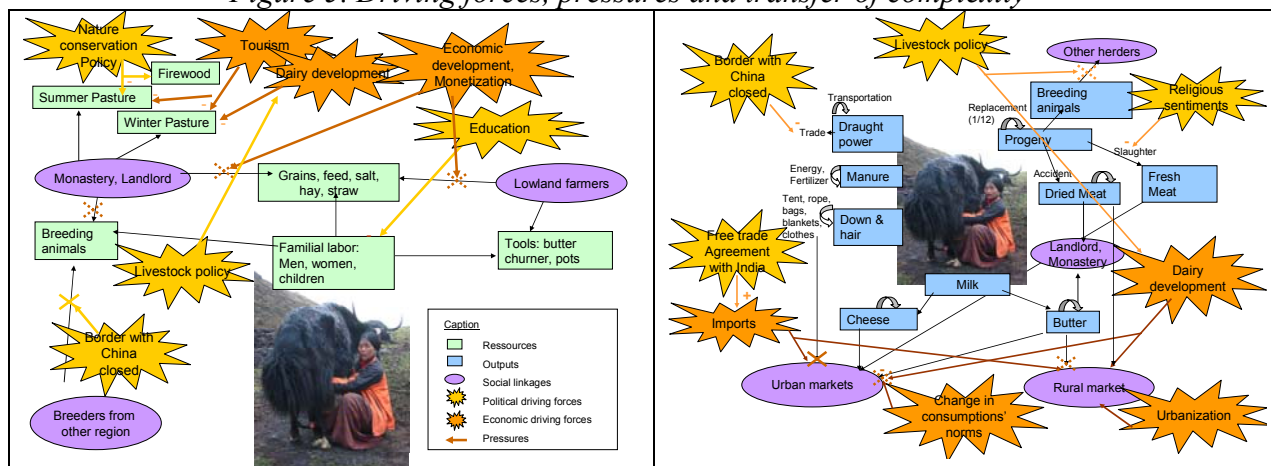 Figure 3: Driving forces, pressures and transfer of complicity
Nature
conservation
Policy
Tourism
Dairy development
Economic
development,
Monetization
Firewood
Summer Pasture
Winter Pasture
Education
Monastery, Landlord
Grains, feed, salt,
hay, straw
Lowland farmers
Breeding
animals
Livestock policy
Familial labor:
Men, women,
children
Tools: butter
churner, pots
Border with
China
closed
Breeders from
other region
Caption
Ressources
Outputs
Social linkages
Political driving forces
Economic driving forces
Pressures
Border with
China
closed
Livestock policy
Other herders
Transportation
Trade
Draught
power
Replacement
(1/12)
Breeding
animals
Religious
sentiments
Progeny
Slaughter
Energy,
Fertilizer
Manure
Accident
Dried Meat
Fresh
Meat
Tent, rope,
bags,
blankets,
clothes
Down &
hair
Free trade
Agreement
with India
Landlord,
Monastery
Dairy
development
Milk
Imports
Cheese
Butter
Urban markets
Change in
consumptions'
norms
Rural market
Urbanization